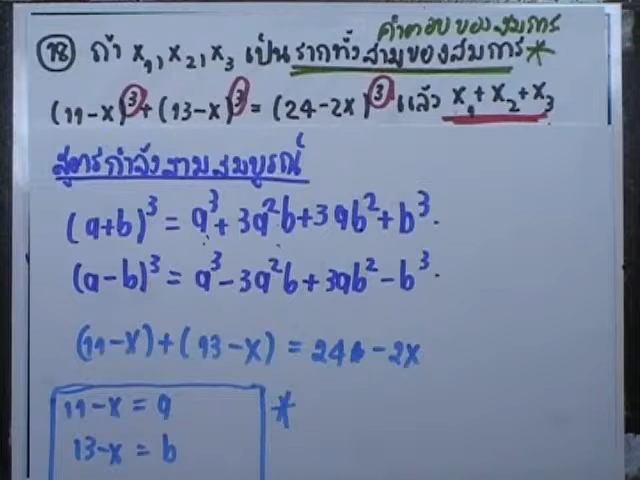 คำตอบของสมการ
18 ถ้า x₁, x₂, x₃ เป็นรากทั้งสามของสมการ *
(11-x)³+(13-x)³ = (24-2x)³ แล้ว x₁+x₂+x₃
สูตรกำลังสามสมบูรณ์
(a+b)³ = a³+3a²b+3ab²+b³.
(a-b)³ = a³-3a²b+3ab²-b³.
(11-x)+(13-x) = 24-2x
11-x = a *
13-x = b